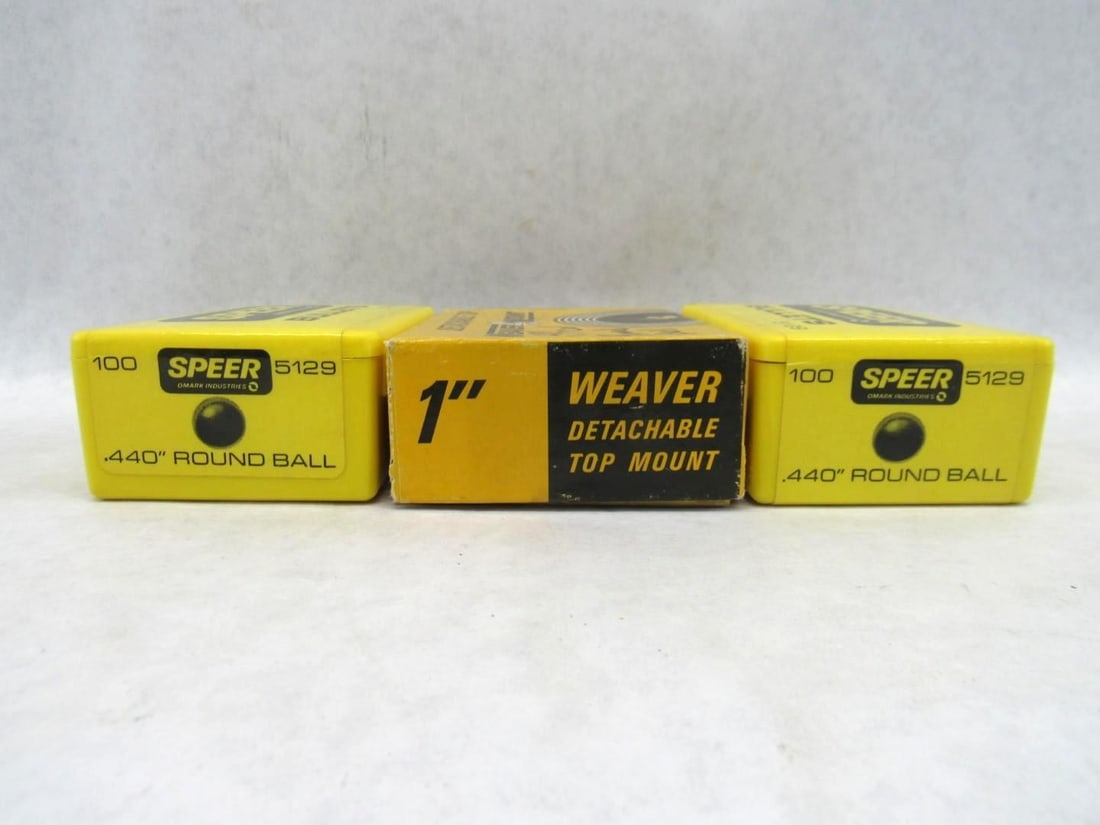 100 SPEER 5129
OMARK INDUSTRIES
.440" ROUND BALL
1"
WEAVER
DETACHABLE
TOP MOUNT
BULLETS
100 SPEER 5129
OMARK INDUSTRIES
.440" ROUND BALL